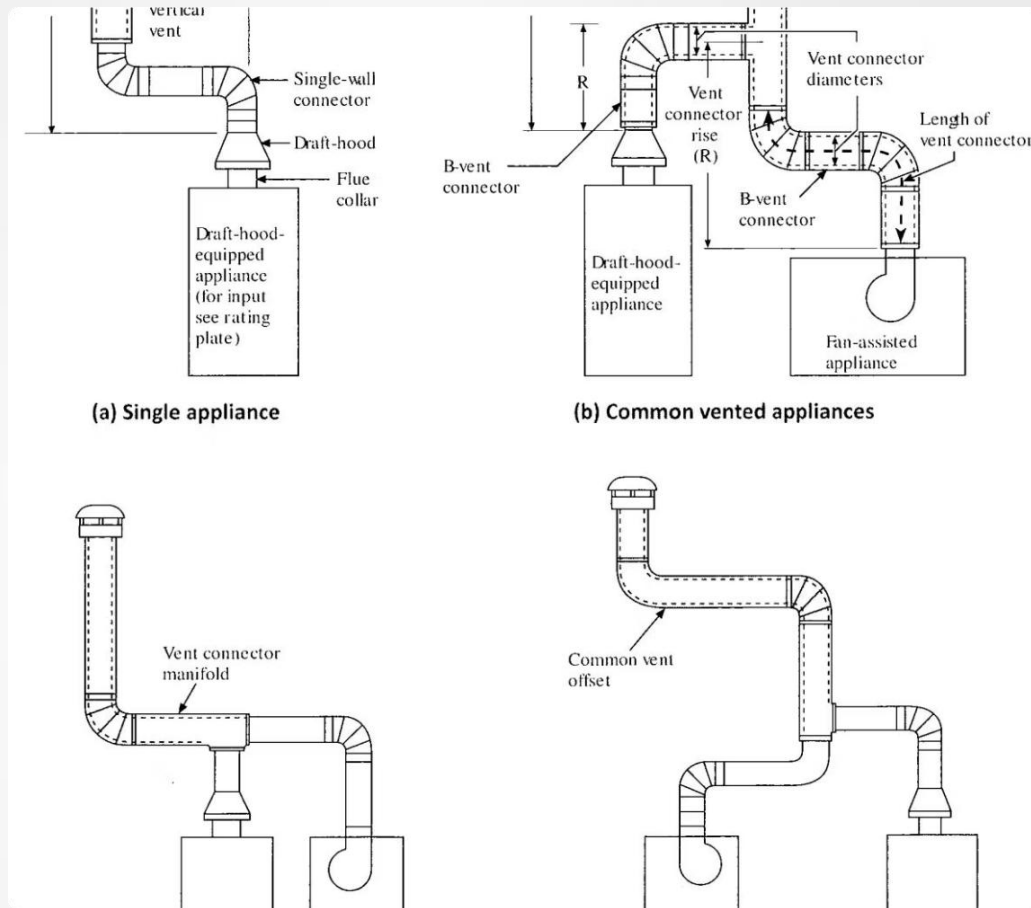 vertical
vent
Single-wall
connector
Draft-hood
Flue
collar
Draft-hood-
equipped
appliance
(for input
see rating
plate)
(a) Single appliance
R
B-vent
connector
Vent
connector
rise
(R)
Vent connector
diameters
Length of
vent connector
B-vent
connector
Draft-hood-
equipped
appliance
Fan-assisted
appliance
(b) Common vented appliances
Vent connector
manifold
Common vent
offset